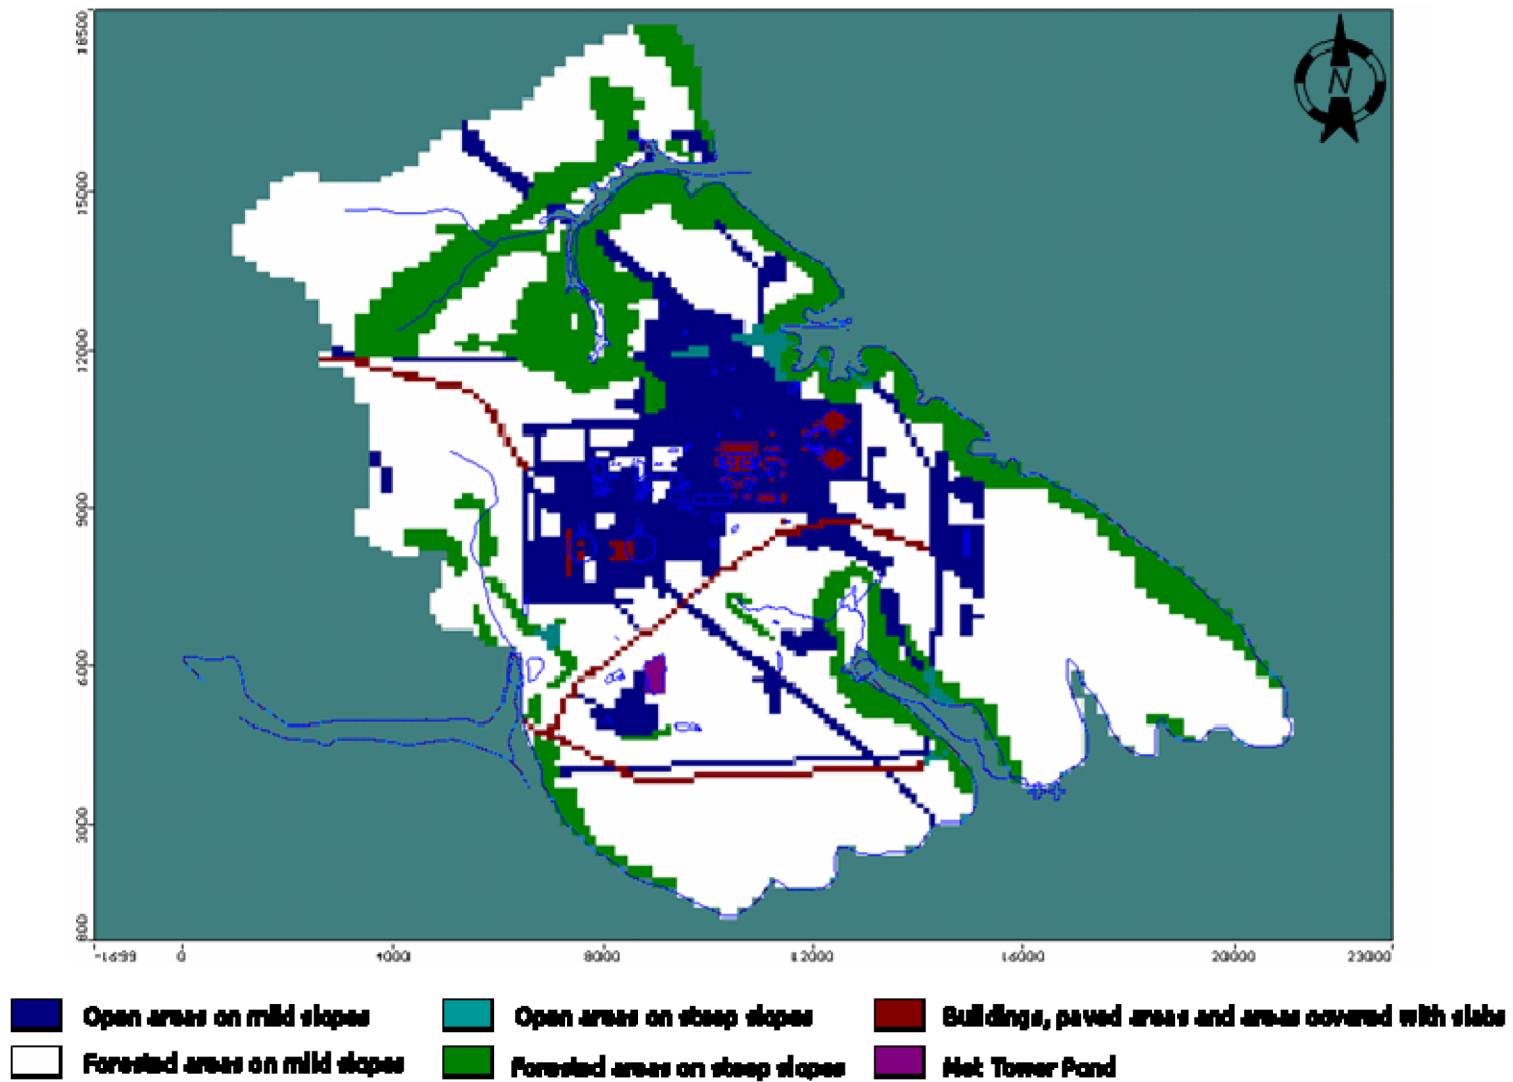 N
18500
15000
12000
9000
6000
3000
800
-1699 0 4000 8000 12000 16000 20000 23000
Open areas on mild slopes Open areas on steep slopes Buildings, paved areas and areas covered with slabs
Forested areas on mild slopes Forested areas on steep slopes Met Tower Pond